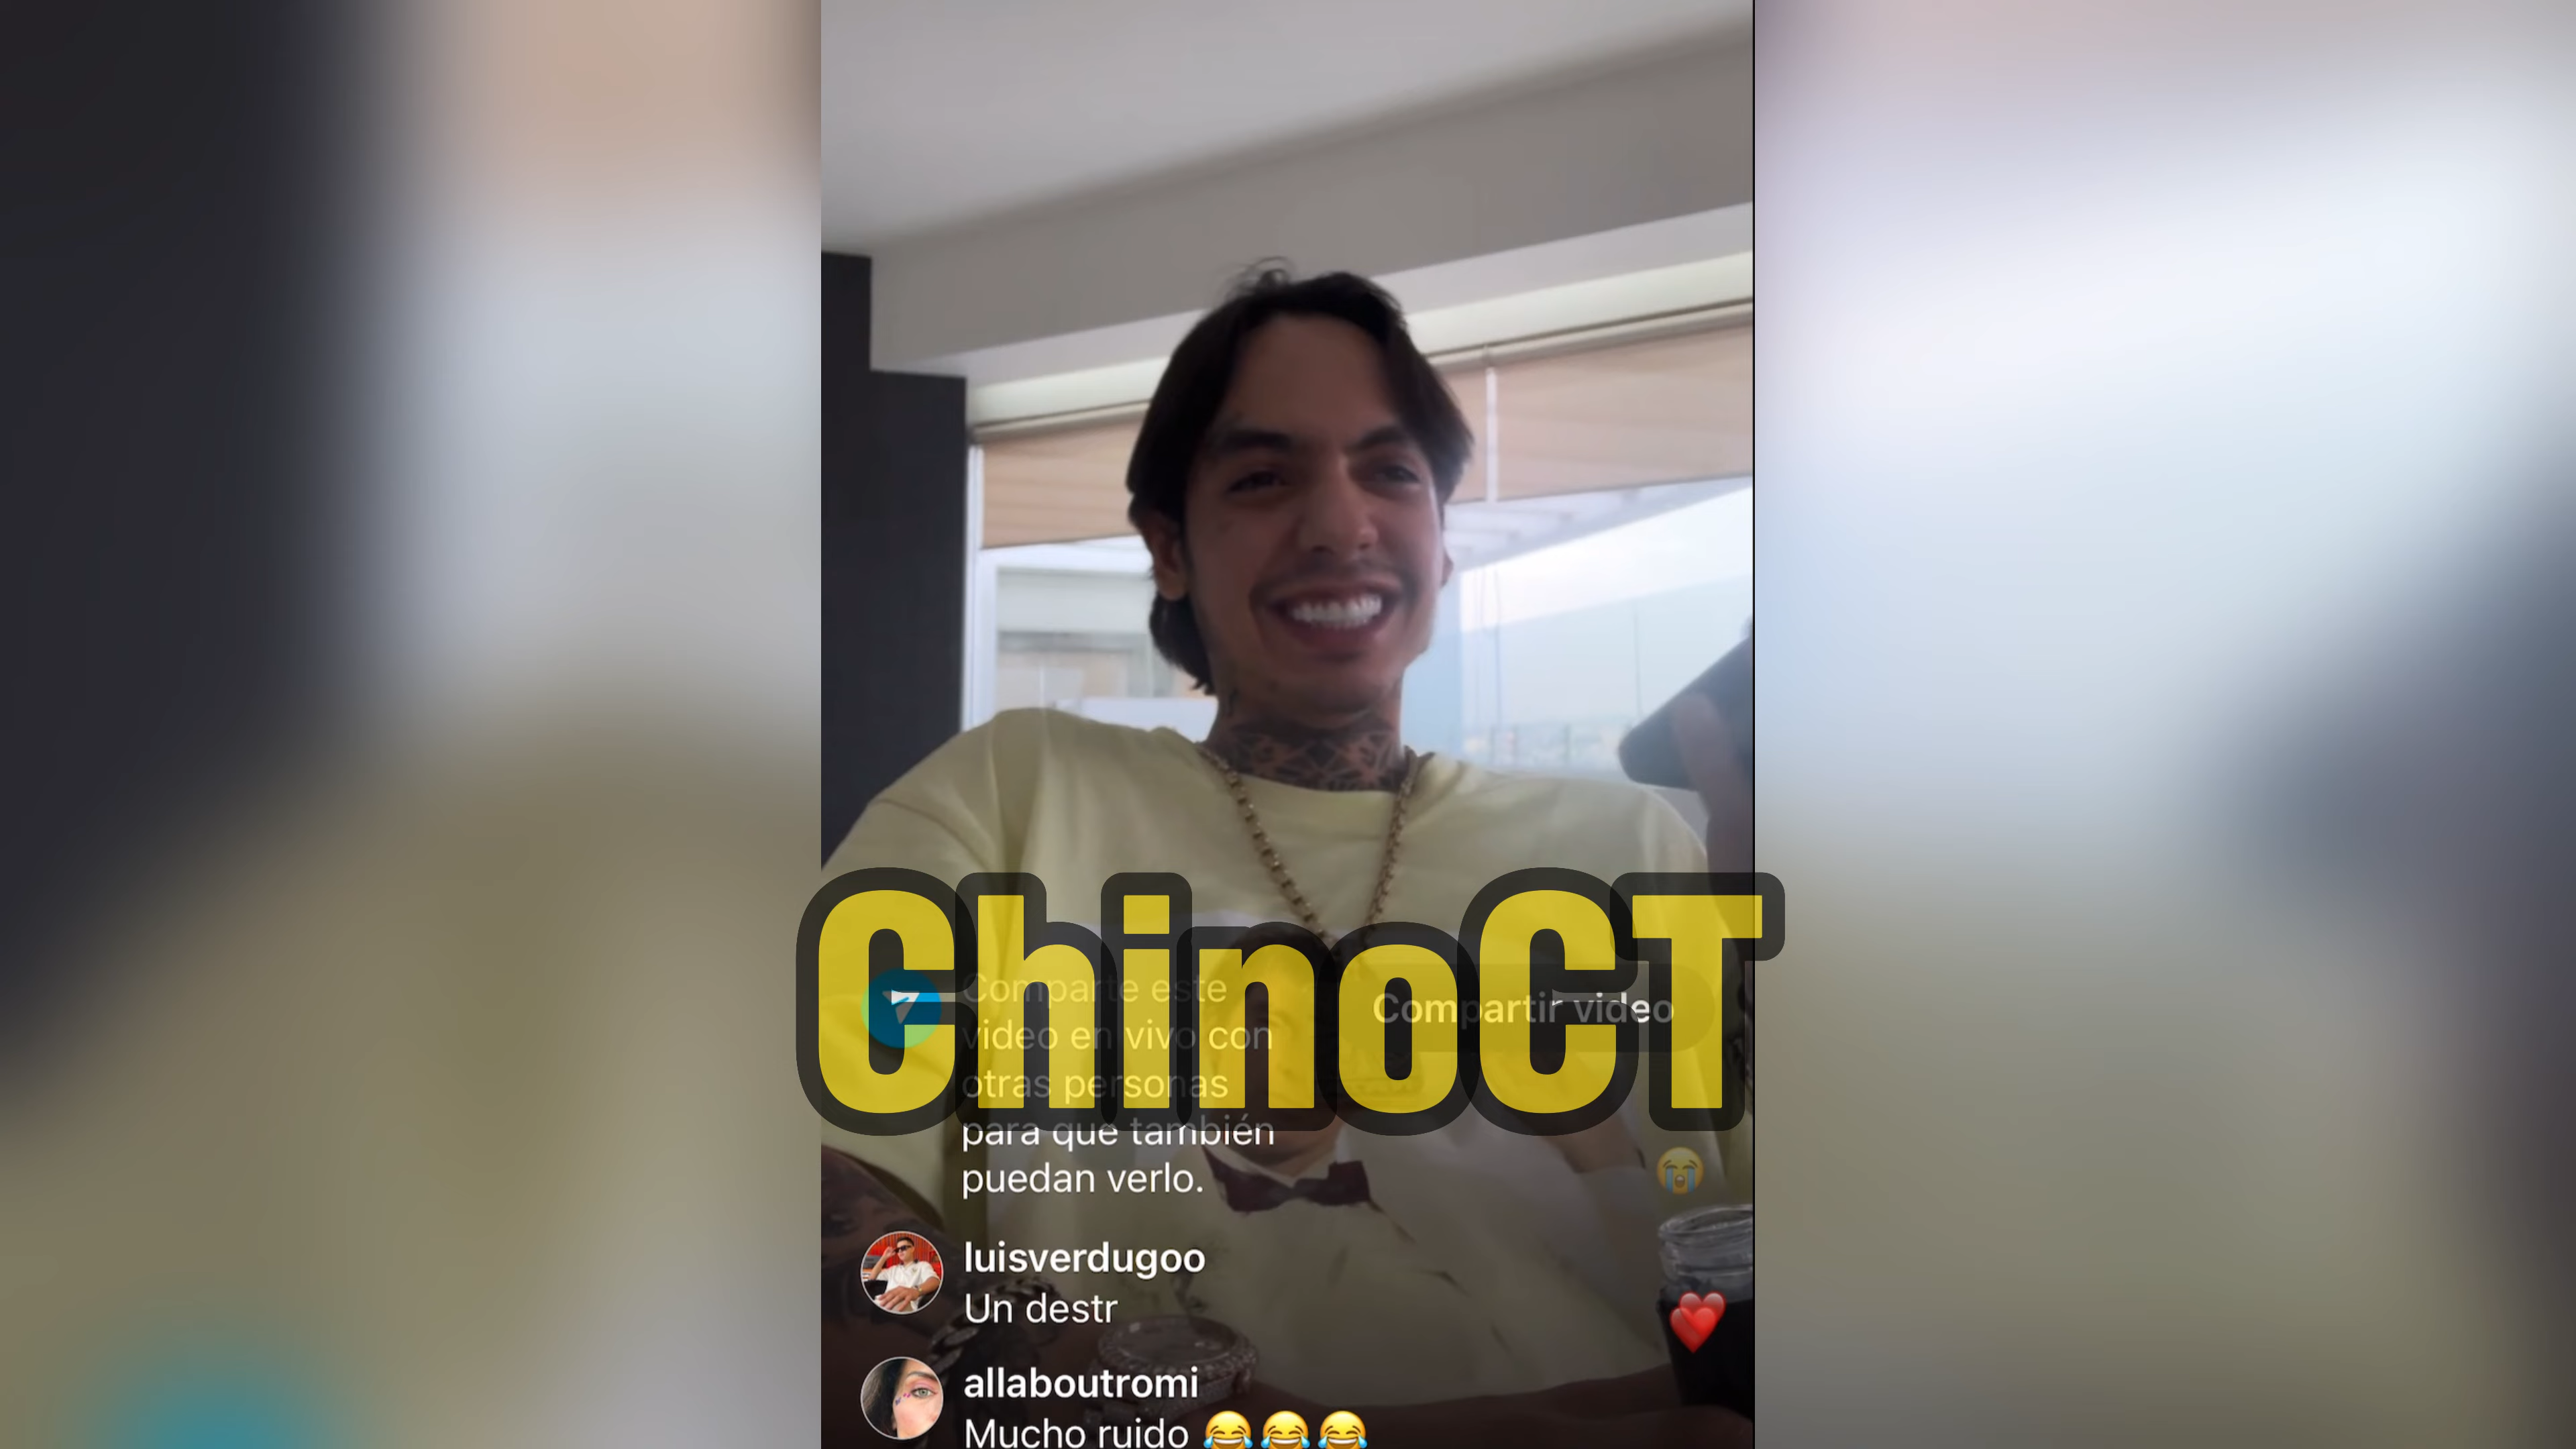 ChinoCT
Comparte este
video en vivo con
otras personas
para que también
puedan verlo.
Compartir video
luisverdugoo
Un destr
allaboutromi
Mucho ruido 😂😂😂